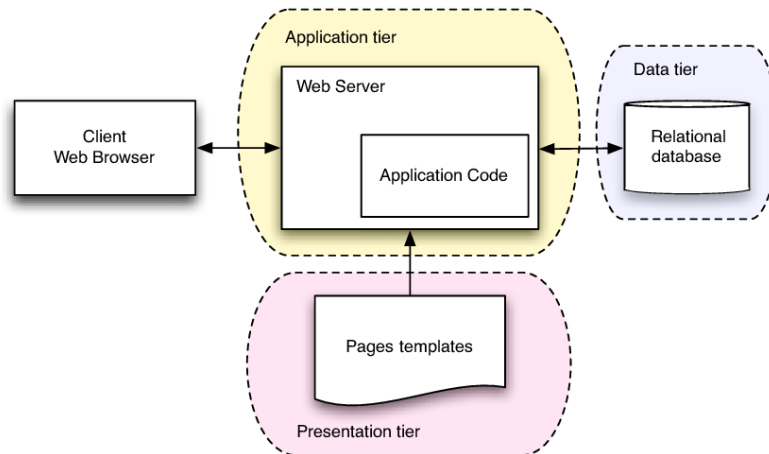 Application tier
Data tier
Web Server
Client
Web Browser
Relational
database
Application Code
Pages templates
Presentation tier